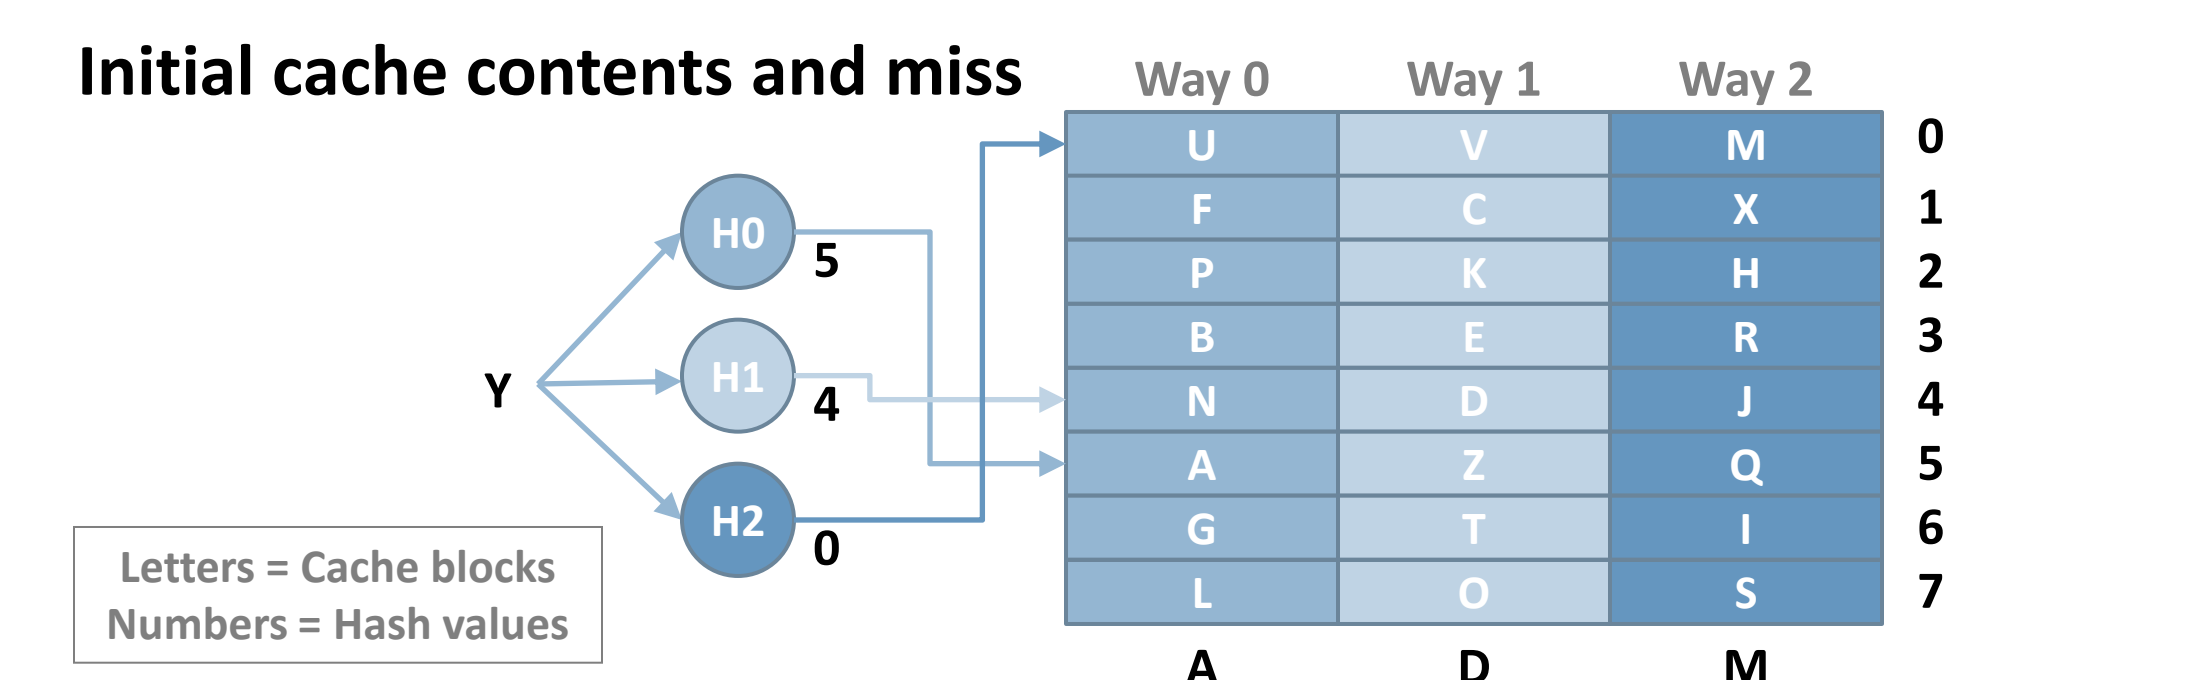 Initial cache contents and miss
Way 0 Way 1 Way 2
U V M 0
F C X 1
P K H 2
B E R 3
N D J 4
A Z Q 5
G T I 6
L O S 7
A D M
H0
5
Y
H1
4
H2
0
Letters = Cache blocks
Numbers = Hash values